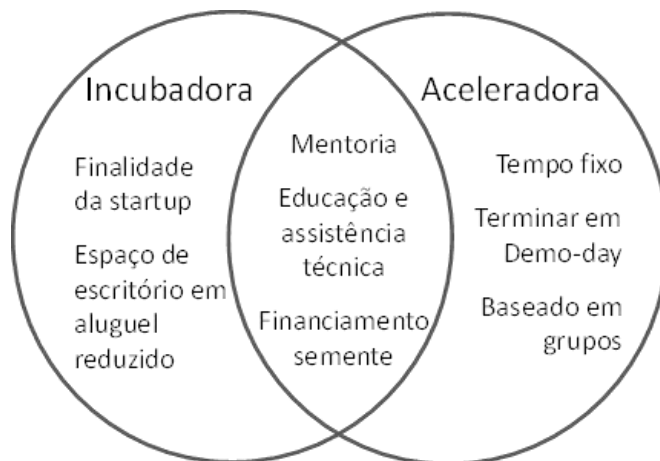 Incubadora
Finalidade
da startup
Espaço de
escritório em
aluguel
reduzido
Mentoria
Educação e
assistência
técnica
Financiamento
semente
Aceleradora
Tempo fixo
Terminar em
Demo-day
Baseado em
grupos